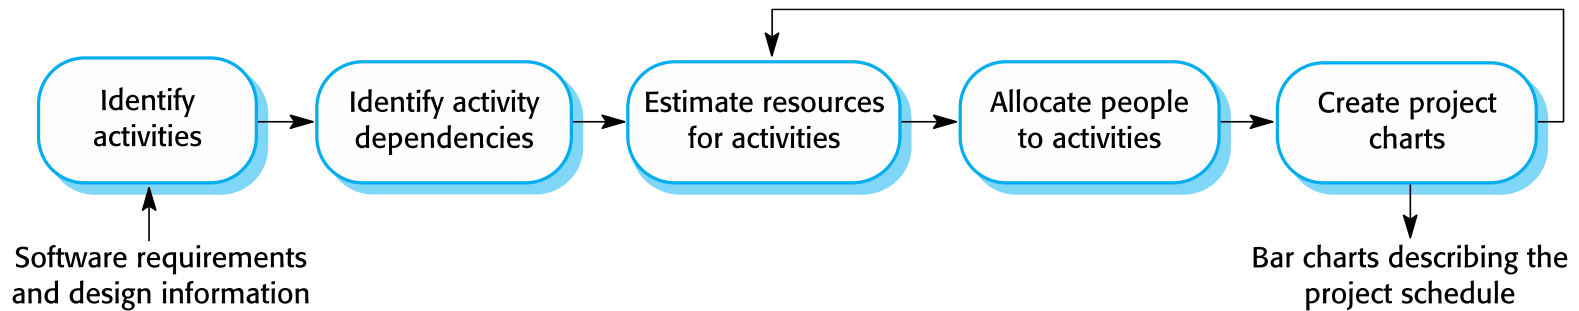 Identify
activities
Identify activity
dependencies
Estimate resources
for activities
Allocate people
to activities
Create project
charts
Software requirements
and design information
Bar charts describing the
project schedule